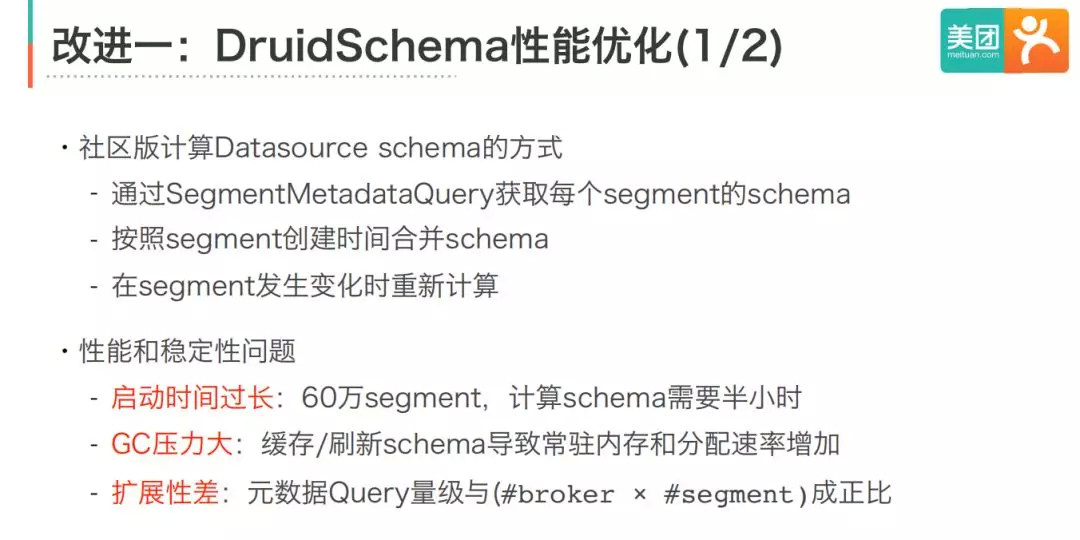 改进一：DruidSchema性能优化(1/2)
美团
meituan.com
· 社区版计算Datasource schema的方式
- 通过SegmentMetadataQuery获取每个segment的schema
- 按照segment创建时间合并schema
- 在segment发生变化时重新计算
· 性能和稳定性问题
- 启动时间过长：60万segment，计算schema需要半小时
- GC压力大：缓存/刷新schema导致常驻内存和分配速率增加
- 扩展性差：元数据Query量级与(#broker × #segment)成正比